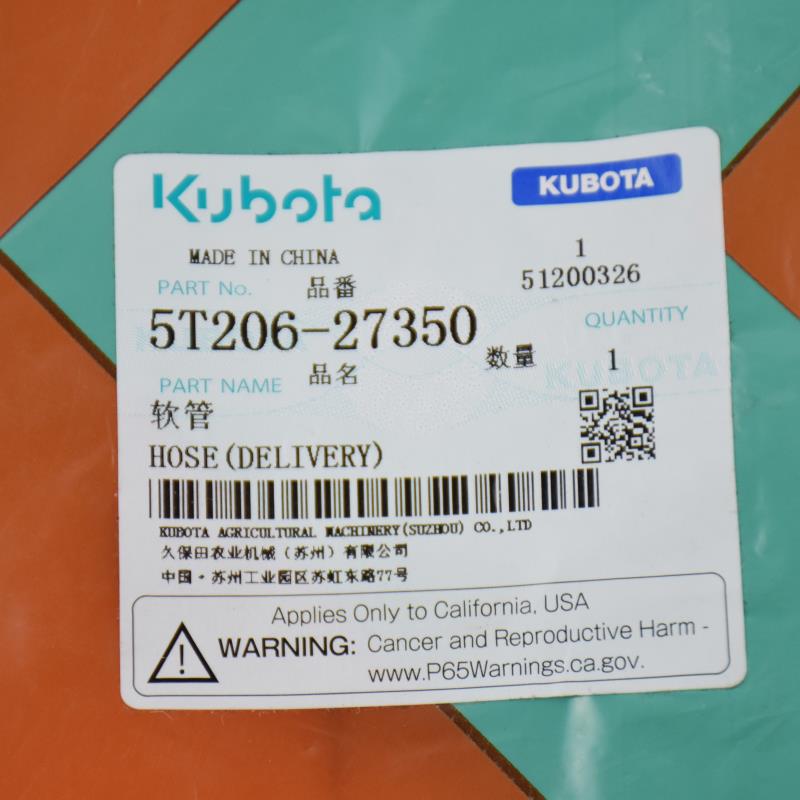 Kubota
KUBOTA
MADE IN CHINA
1
PART No.
品番
51200326
5T206-27350
QUANTITY
数量
1
PART NAME
品名
KUBOTA
软管
HOSE(DELIVERY)
KUBOTA AGRICULTURAL MACHINERY(SUZHOU) CO.,LTD
久保田农业机械（苏州）有限公司
中国・苏州工业园区苏虹东路77号
Applies Only to California, USA
WARNING: Cancer and Reproductive Harm -
www.P65Warnings.ca.gov.